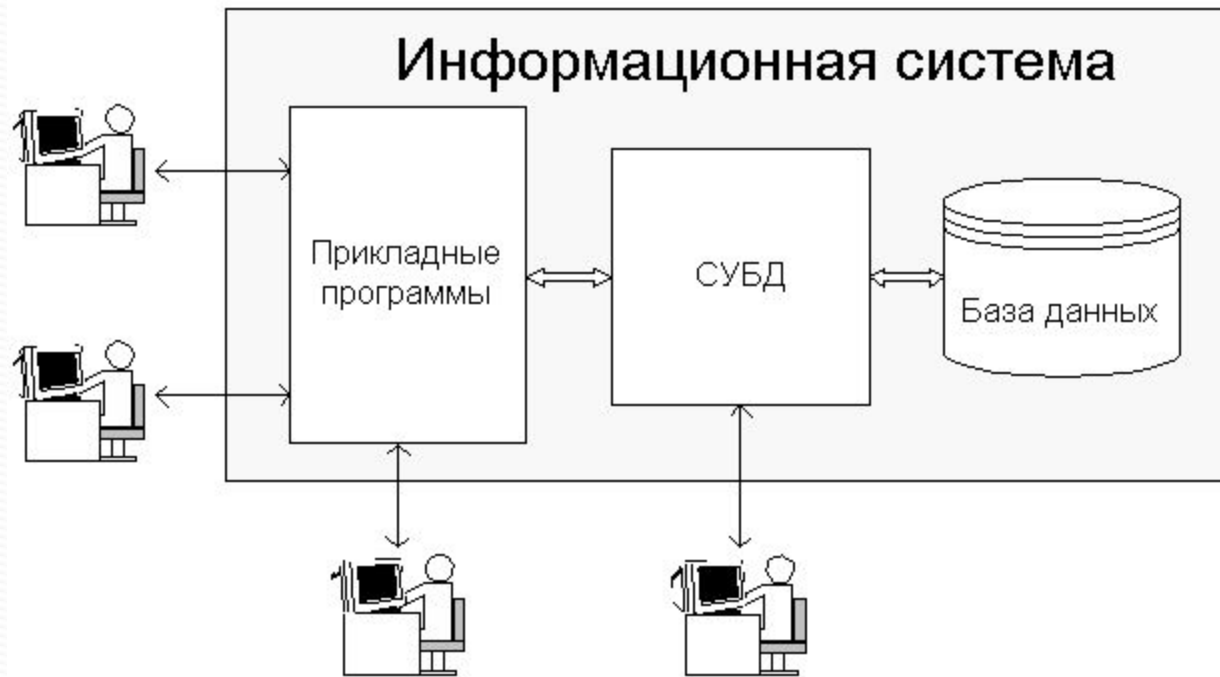 Информационная система
Прикладные
программы
СУБД
База данных